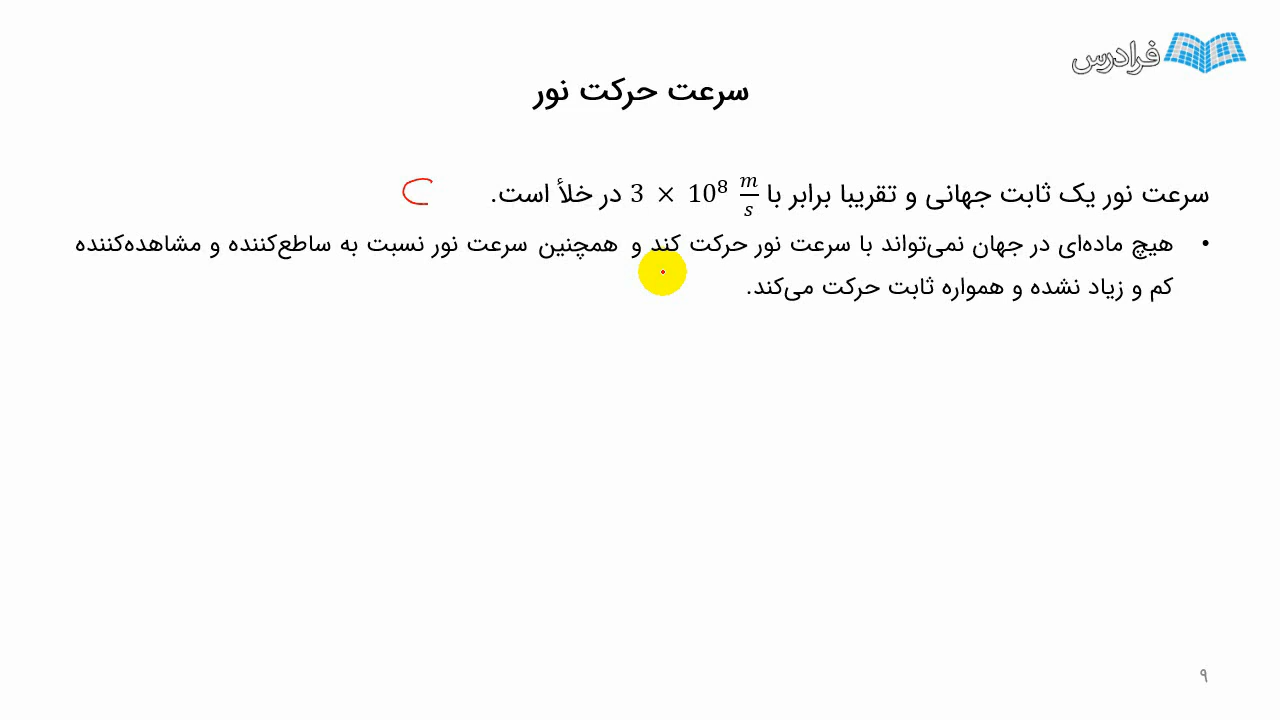 فرادرس
سرعت حرکت نور
سرعت نور یک ثابت جهانی و تقریبا برابر با 3 × 10⁸ m/s در خلأ است. C
• هیچ ماده‌ای در جهان نمی‌تواند با سرعت نور حرکت کند و همچنین سرعت نور نسبت به ساطع‌کننده و مشاهده‌کننده
کم و زیاد نشده و همواره ثابت حرکت می‌کند.
۹